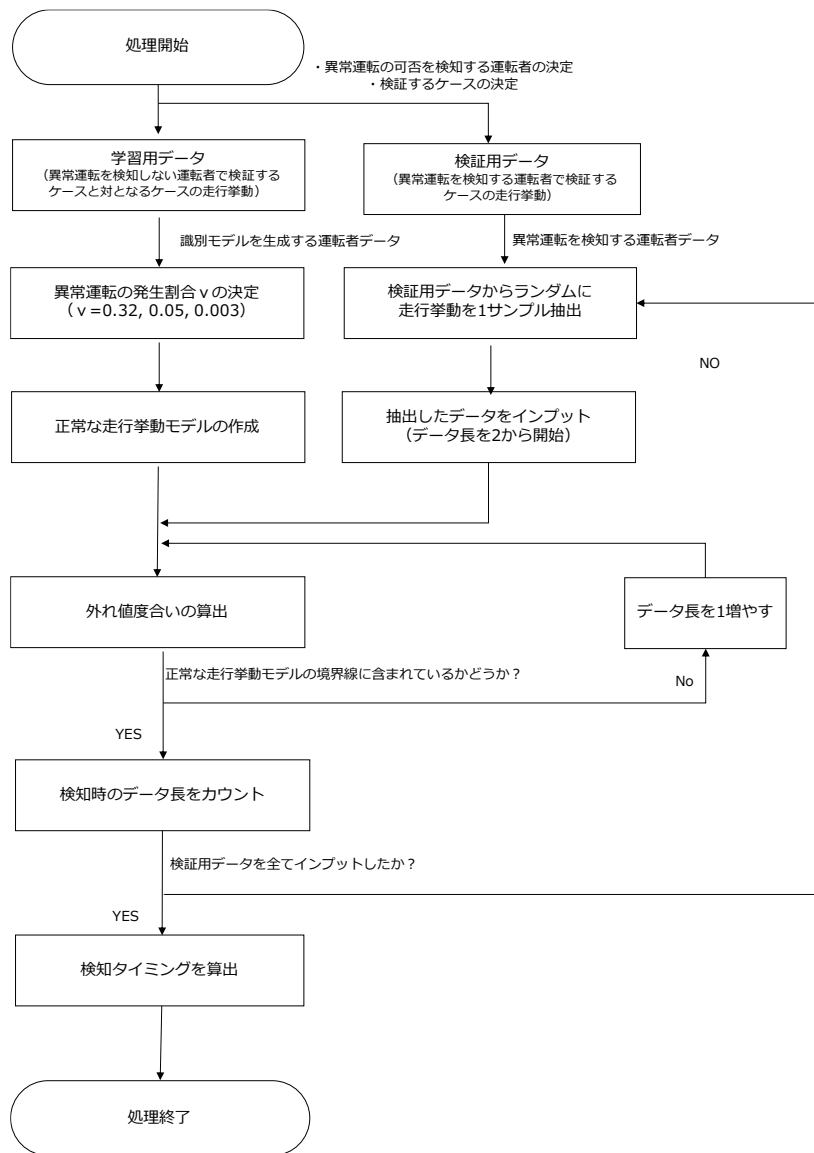 処理開始
・異常運転の可否を検知する運転者の決定
・検証するケースの決定
学習用データ
（異常運転を検知しない運転者で検証する
ケースと対となるケースの走行挙動）
検証用データ
（異常運転を検知する運転者で検証する
ケースの走行挙動）
識別モデルを生成する運転者データ
異常運転を検知する運転者データ
異常運転の発生割合νの決定
（ν=0.32, 0.05, 0.003）
検証用データからランダムに
走行挙動を1サンプル抽出
NO
正常な走行挙動モデルの作成
抽出したデータをインプット
（データ長を2から開始）
外れ値度合いの算出
データ長を1増やす
正常な走行挙動モデルの境界線に含まれているかどうか？
No
YES
検知時のデータ長をカウント
検証用データを全てインプットしたか？
YES
検知タイミングを算出
処理終了